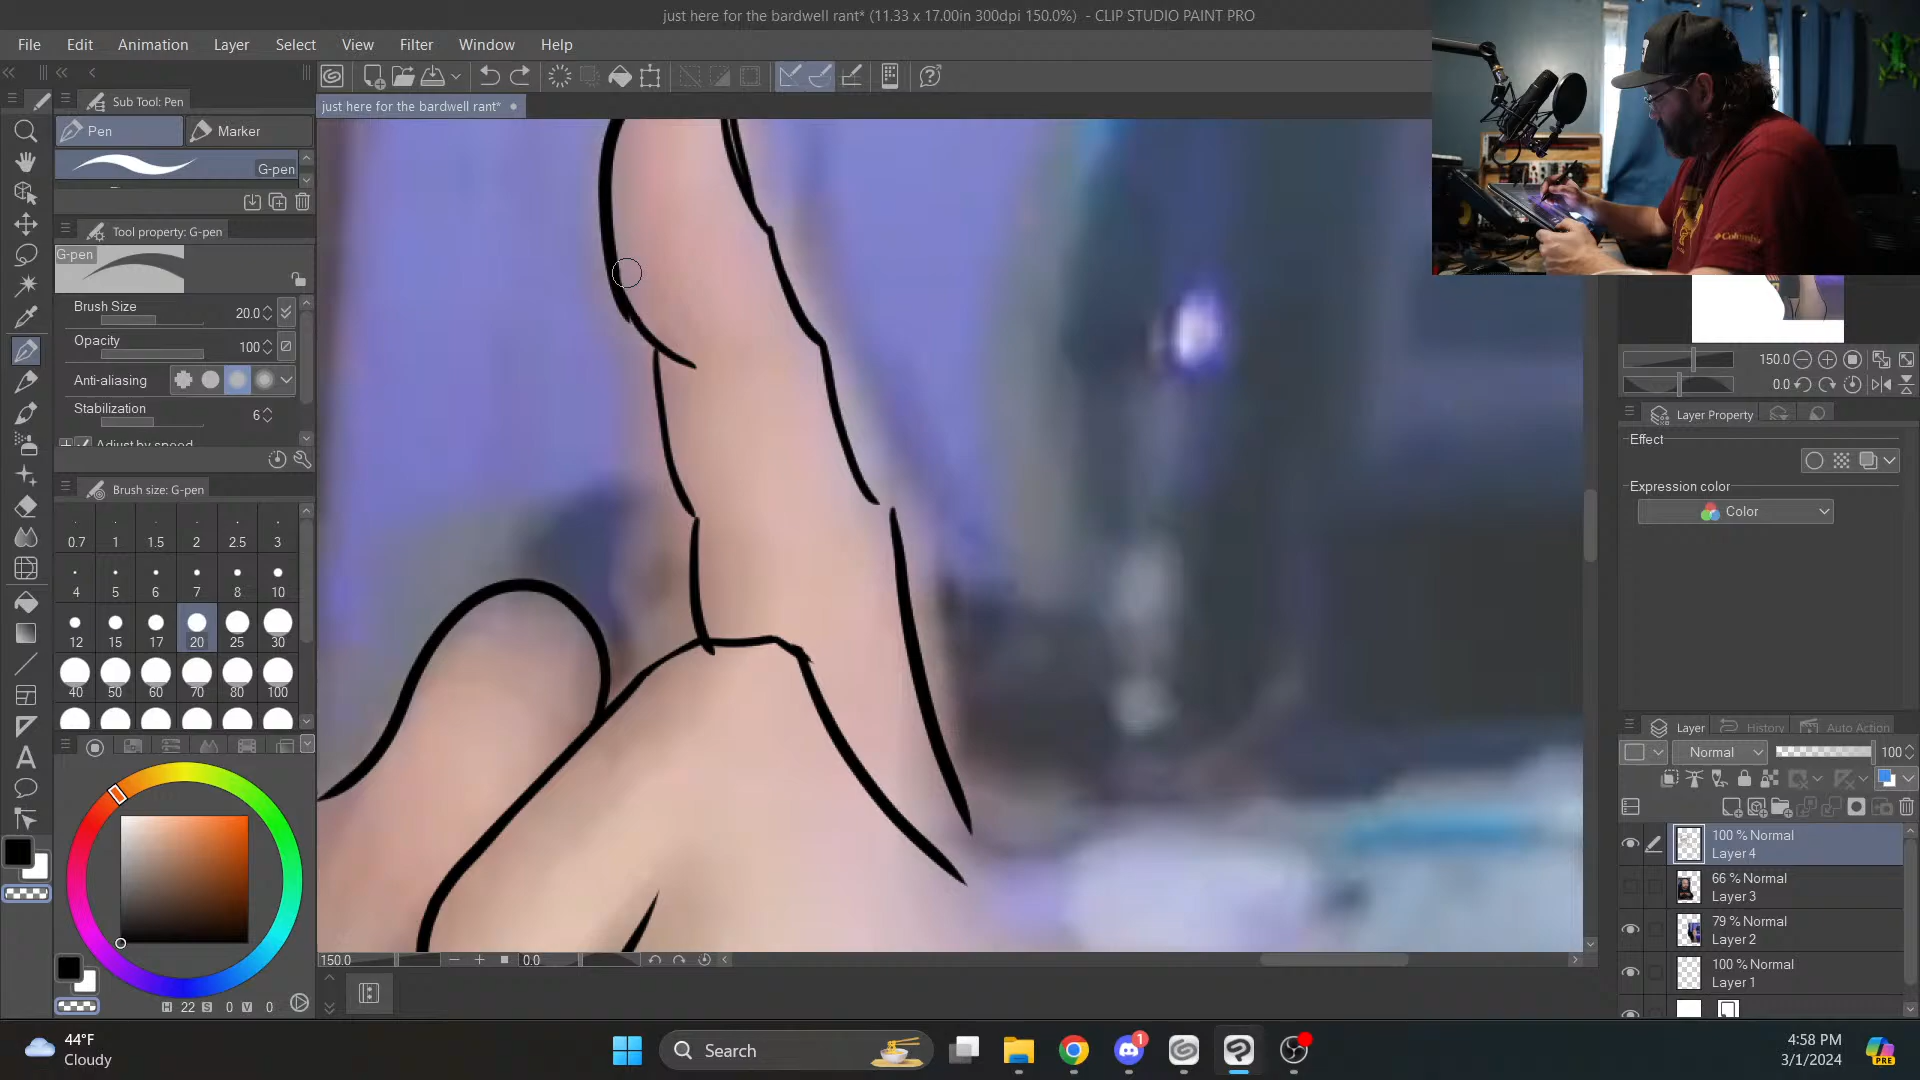 just here for the bardwell rant* (11.33 x 17.00in 300dpi 150.0%) - CLIP STUDIO PAINT PRO
File Edit Animation Layer Select View Filter Window Help
Sub Tool: Pen
just here for the bardwell rant*
Pen Marker
G-pen
Tool property: G-pen
G-pen
Brush Size 20.0
Opacity 100
Anti-aliasing
Stabilization 6
Adjust by speed
Brush size: G-pen
0.7 1 1.5 2 2.5 3
4 5 6 7 8 10
12 15 17 20 25 30
40 50 60 70 80 100
H 22 S 0 V 0
150.0 0.0
Columbia
150.0
0.0
Layer Property
Effect
Expression color
Color
Layer History Auto Action
Normal 100
100 % Normal
Layer 4
66 % Normal
Layer 3
79 % Normal
Layer 2
100 % Normal
Layer 1
44°F
Cloudy
Search
1
4:58 PM
3/1/2024
PRE